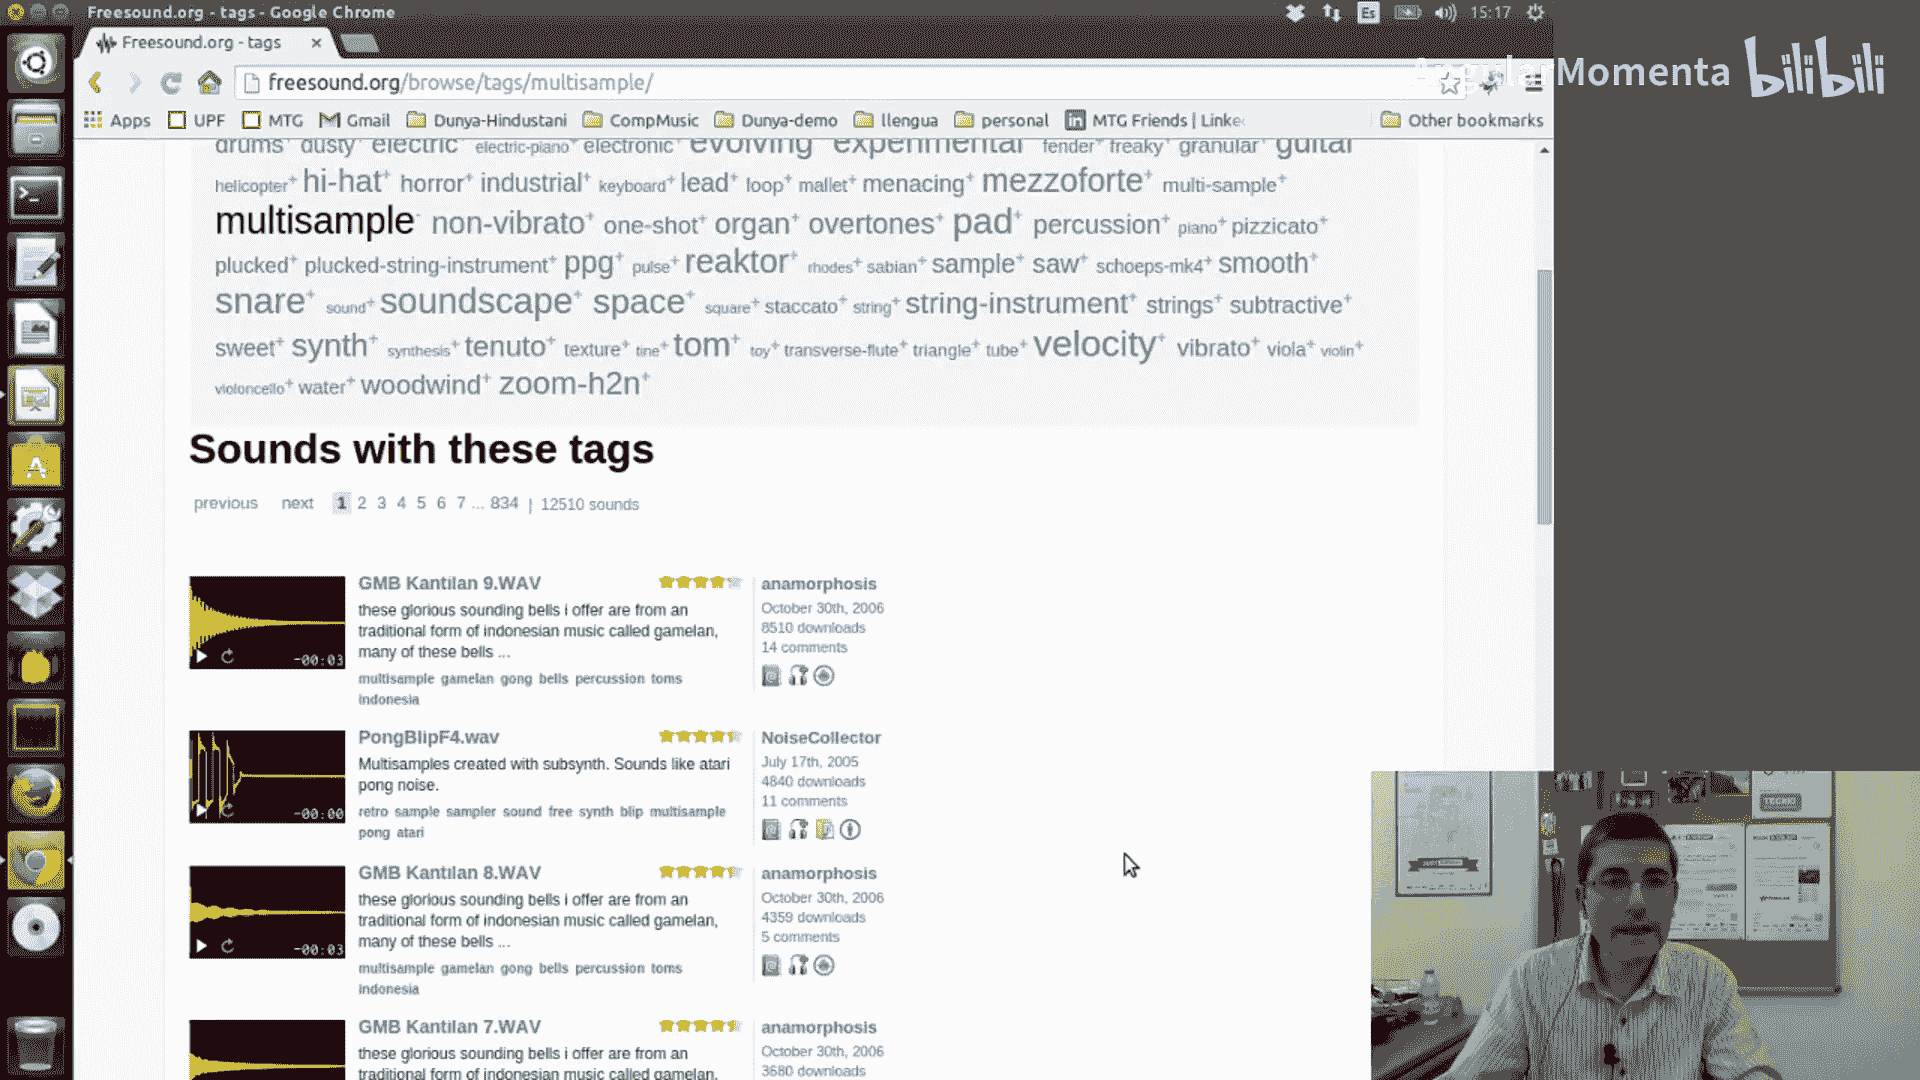 Freesound.org - tags - Google Chrome
Es
15:17
Freesound.org - tags
freesound.org/browse/tags/multisample/
AngularMomenta bilibili
Apps UPF MTG Gmail Dunya-Hindustani CompMusic Dunya-demo llengua personal MTG Friends | Linke Other bookmarks
drums+ dusty+ electric+ electric-piano+ electronic+ evolving+ experimental+ fender+ freaky+ granular+ guitar
helicopter+ hi-hat+ horror+ industrial+ keyboard+ lead+ loop+ mallet+ menacing+ mezzoforte+ multi-sample+
multisample- non-vibrato+ one-shot+ organ+ overtones+ pad+ percussion+ piano+ pizzicato+
plucked+ plucked-string-instrument+ ppg+ pulse+ reaktor+ rhodes+ sabian+ sample+ saw+ schoeps-mk4+ smooth+
snare+ sound+ soundscape+ space+ square+ staccato+ string+ string-instrument+ strings+ subtractive+
sweet+ synth+ synthesis+ tenuto+ texture+ tine+ tom+ toy+ transverse-flute+ triangle+ tube+ velocity+ vibrato+ viola+ violin+
violoncello+ water+ woodwind+ zoom-h2n+
Sounds with these tags
previous next 1 2 3 4 5 6 7 ... 834 | 12510 sounds
GMB Kantilan 9.WAV
these glorious sounding bells i offer are from an
traditional form of indonesian music called gamelan,
many of these bells ...
multisample gamelan gong bells percussion toms
indonesia
-00:03
anamorphosis
October 30th, 2006
8510 downloads
14 comments
PongBlipF4.wav
Multisamples created with subsynth. Sounds like atari
pong noise.
retro sample sampler sound free synth blip multisample
pong atari
-00:00
NoiseCollector
July 17th, 2005
4840 downloads
11 comments
GMB Kantilan 8.WAV
these glorious sounding bells i offer are from an
traditional form of indonesian music called gamelan,
many of these bells ...
multisample gamelan gong bells percussion toms
indonesia
-00:03
anamorphosis
October 30th, 2006
4359 downloads
5 comments
GMB Kantilan 7.WAV
these glorious sounding bells i offer are from an
traditional form of indonesian music called gamelan,
anamorphosis
October 30th, 2006
3680 downloads